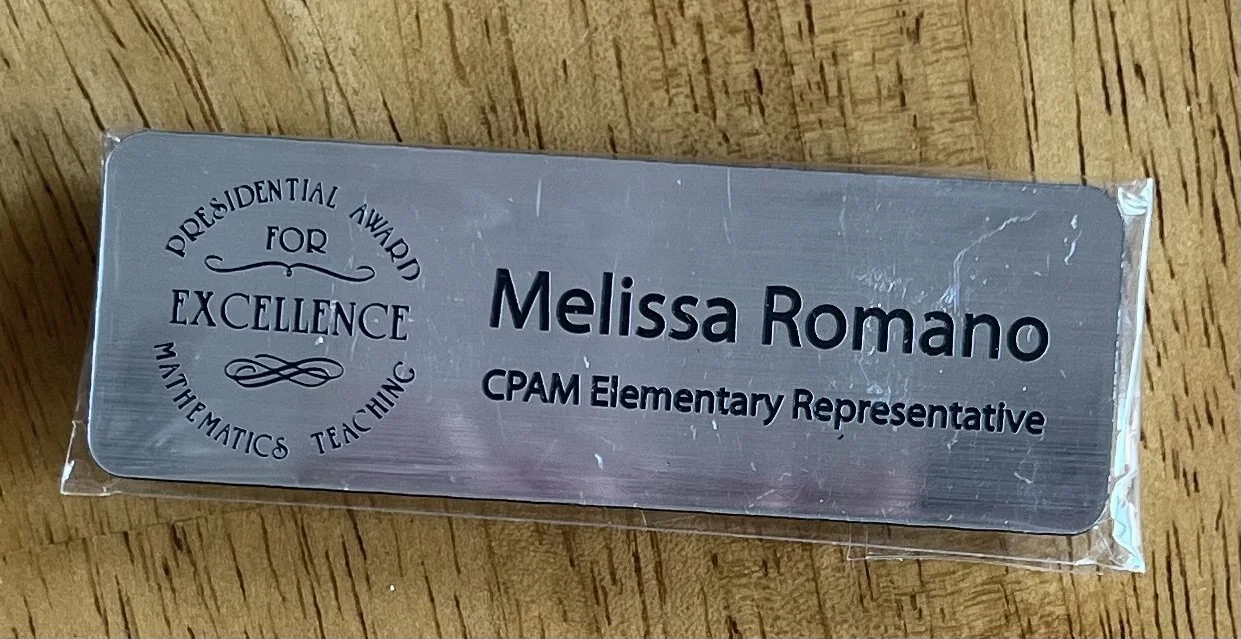 PRESIDENTIAL AWARD
FOR
EXCELLENCE
MATHEMATICS TEACHING
Melissa Romano
CPAM Elementary Representative